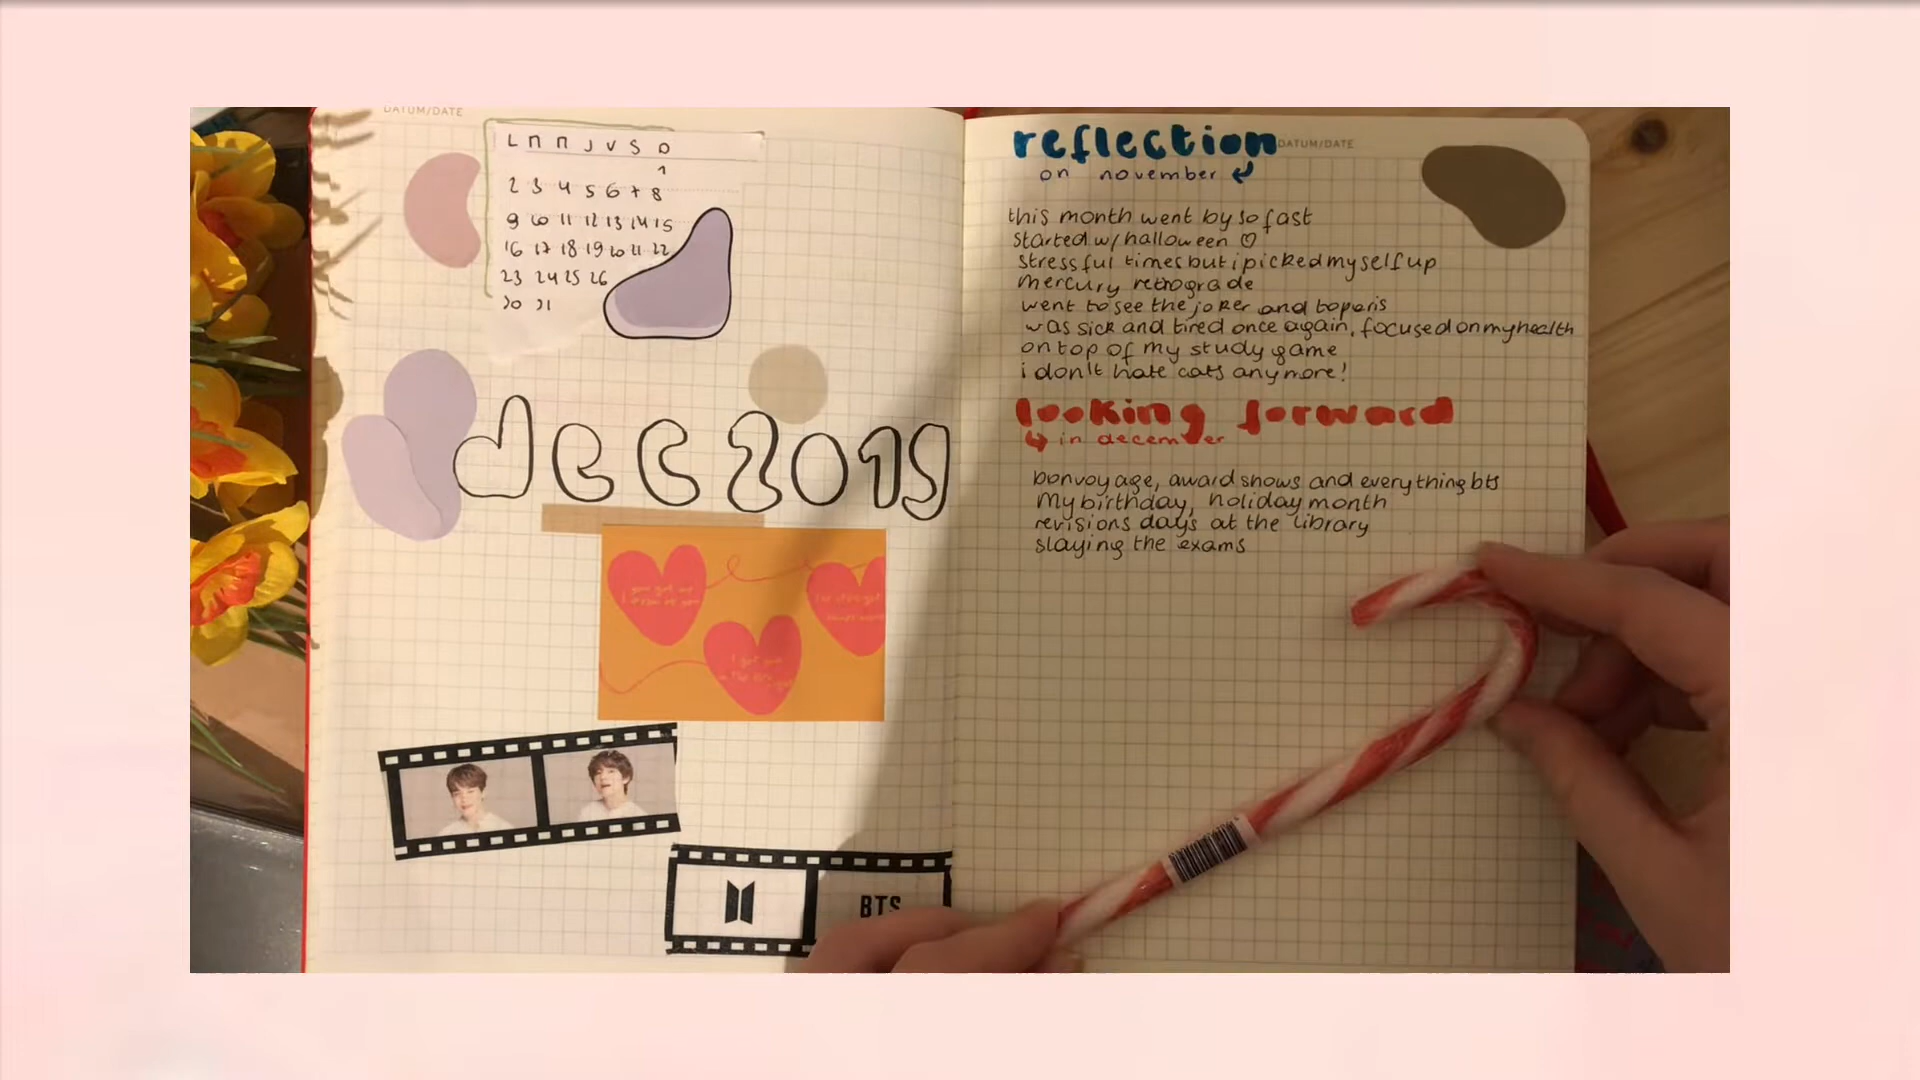 DATUM/DATE
L M M J V S D
1
2 3 4 5 6 7 8
9 10 11 12 13 14 15
16 17 18 19 20 21 22
23 24 25 26
30 31
dec 2019
BTS
reflection
DATUM/DATE
on november
this month went by so fast
started w/ halloween
stressful times but i picked myself up
mercury retrograde
went to see the joker and to paris
was sick and tired once again, focused on my health
on top of my study game
i don't hate cats anymore!
looking forward
in december
bonvoyage, award shows and everything bts
my birthday, holiday month
revisions days at the library
slaying the exams